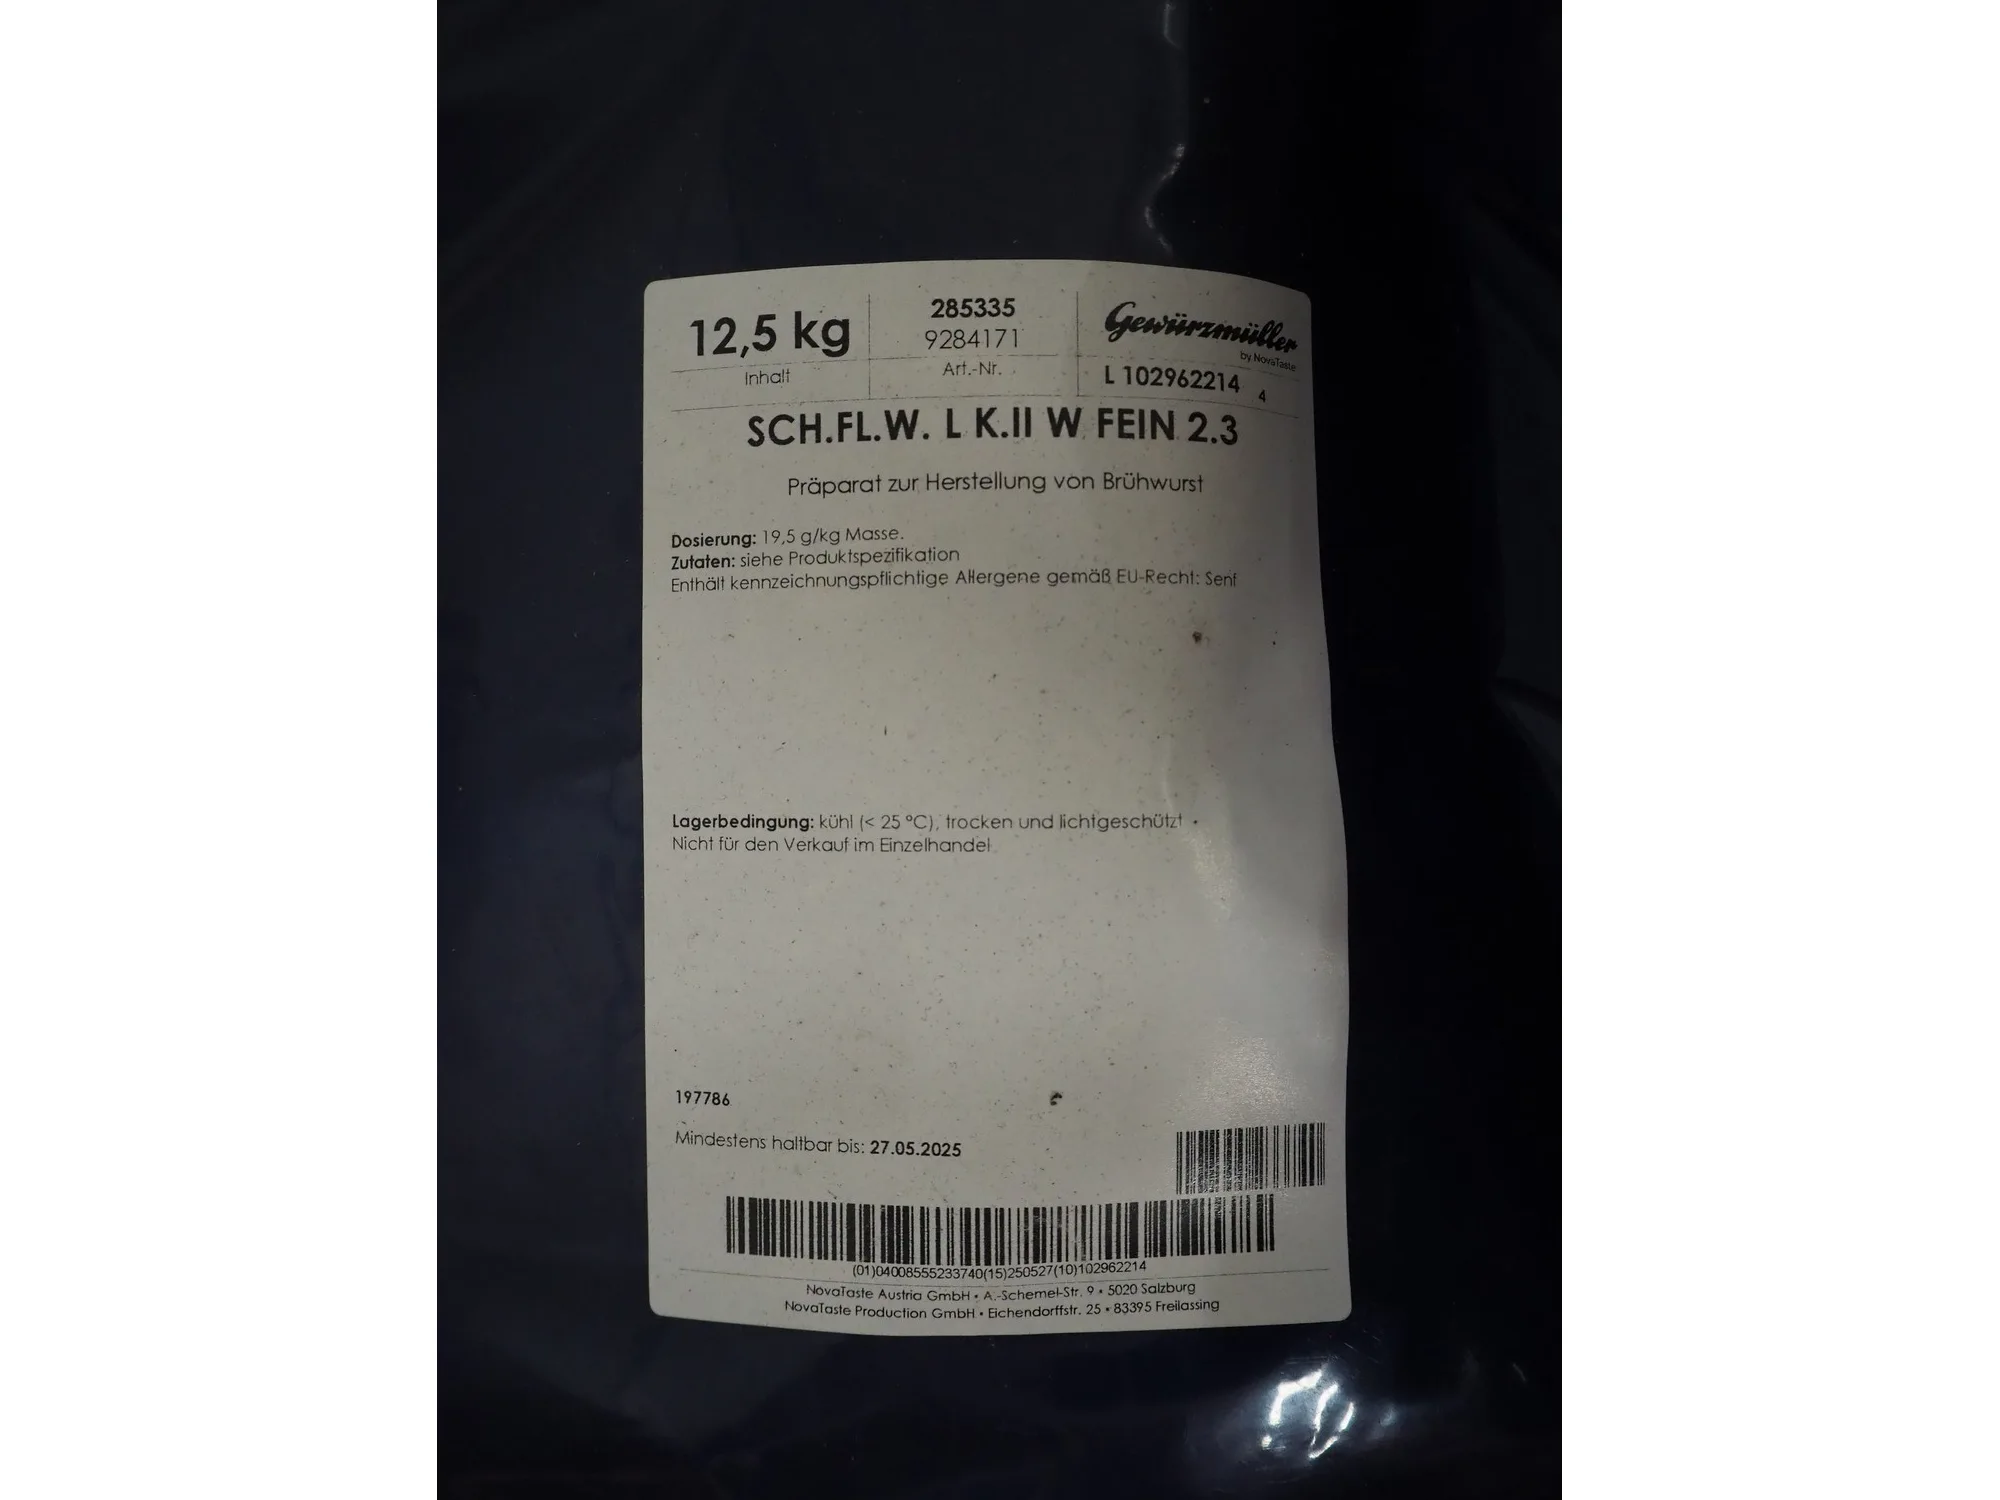 12,5 kg
Inhalt
285335
9284171
Art.-Nr.
Gewürzmüller
by NovaTaste
L 102962214 4
SCH.FL.W. L K.II W FEIN 2.3
Präparat zur Herstellung von Brühwurst
Dosierung: 19,5 g/kg Masse.
Zutaten: siehe Produktspezifikation
Enthält kennzeichnungspflichtige Allergene gemäß EU-Recht: Senf
Lagerbedingung: kühl (< 25 °C), trocken und lichtgeschützt •
Nicht für den Verkauf im Einzelhandel
197786
Mindestens haltbar bis: 27.05.2025
(01)04008555233740(15)250527(10)102962214
NovaTaste Austria GmbH • A.-Schemel-Str. 9 • 5020 Salzburg
NovaTaste Production GmbH • Eichendorffstr. 25 • 83395 Freilassing